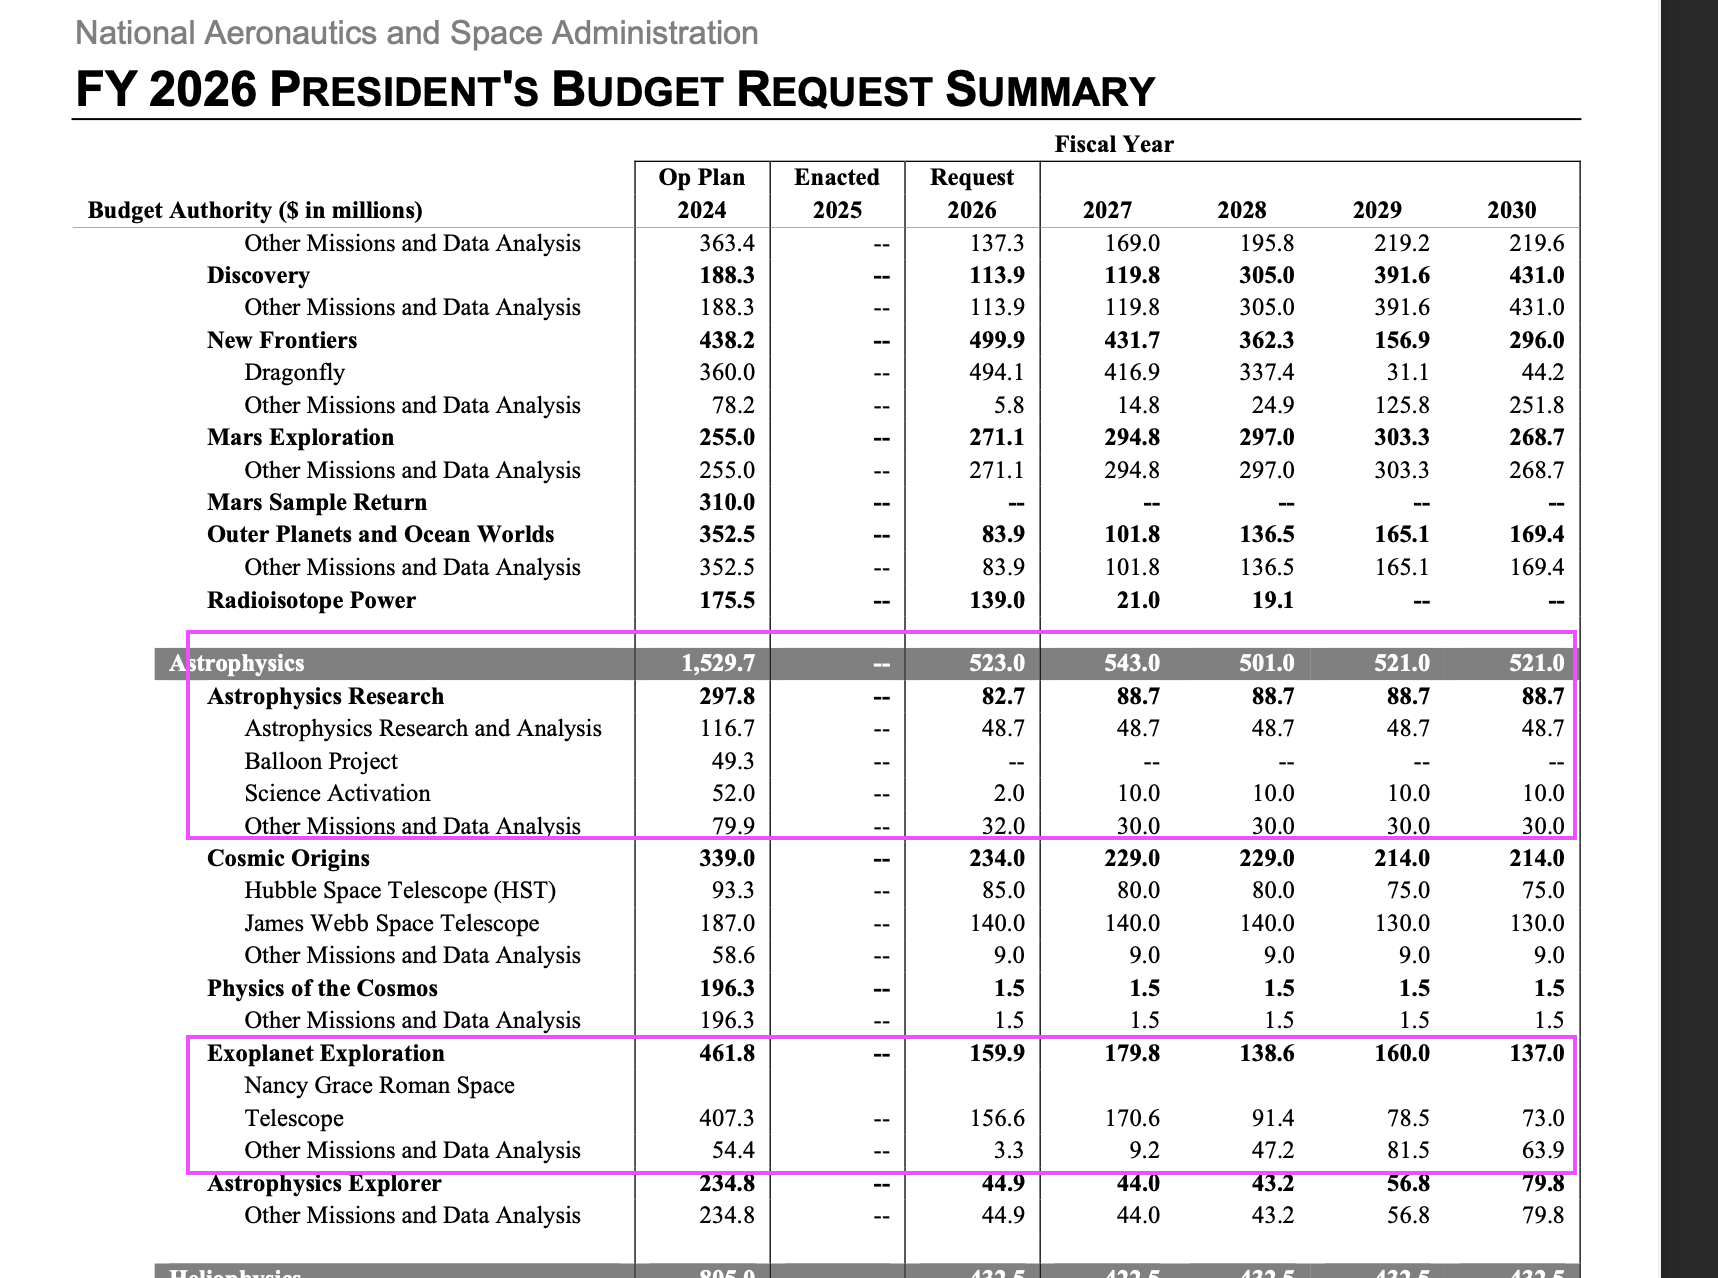 National Aeronautics and Space Administration
FY 2026 PRESIDENT'S BUDGET REQUEST SUMMARY
Fiscal Year
Op Plan Enacted Request
Budget Authority ($ in millions) 2024 2025 2026 2027 2028 2029 2030
Other Missions and Data Analysis 363.4 -- 137.3 169.0 195.8 219.2 219.6
Discovery 188.3 -- 113.9 119.8 305.0 391.6 431.0
Other Missions and Data Analysis 188.3 -- 113.9 119.8 305.0 391.6 431.0
New Frontiers 438.2 -- 499.9 431.7 362.3 156.9 296.0
Dragonfly 360.0 -- 494.1 416.9 337.4 31.1 44.2
Other Missions and Data Analysis 78.2 -- 5.8 14.8 24.9 125.8 251.8
Mars Exploration 255.0 -- 271.1 294.8 297.0 303.3 268.7
Other Missions and Data Analysis 255.0 -- 271.1 294.8 297.0 303.3 268.7
Mars Sample Return 310.0 -- -- -- -- -- --
Outer Planets and Ocean Worlds 352.5 -- 83.9 101.8 136.5 165.1 169.4
Other Missions and Data Analysis 352.5 -- 83.9 101.8 136.5 165.1 169.4
Radioisotope Power 175.5 -- 139.0 21.0 19.1 -- --
Astrophysics 1,529.7 -- 523.0 543.0 501.0 521.0 521.0
Astrophysics Research 297.8 -- 82.7 88.7 88.7 88.7 88.7
Astrophysics Research and Analysis 116.7 -- 48.7 48.7 48.7 48.7 48.7
Balloon Project 49.3 -- -- -- -- -- --
Science Activation 52.0 -- 2.0 10.0 10.0 10.0 10.0
Other Missions and Data Analysis 79.9 -- 32.0 30.0 30.0 30.0 30.0
Cosmic Origins 339.0 -- 234.0 229.0 229.0 214.0 214.0
Hubble Space Telescope (HST) 93.3 -- 85.0 80.0 80.0 75.0 75.0
James Webb Space Telescope 187.0 -- 140.0 140.0 140.0 130.0 130.0
Other Missions and Data Analysis 58.6 -- 9.0 9.0 9.0 9.0 9.0
Physics of the Cosmos 196.3 -- 1.5 1.5 1.5 1.5 1.5
Other Missions and Data Analysis 196.3 -- 1.5 1.5 1.5 1.5 1.5
Exoplanet Exploration 461.8 -- 159.9 179.8 138.6 160.0 137.0
Nancy Grace Roman Space
Telescope 407.3 -- 156.6 170.6 91.4 78.5 73.0
Other Missions and Data Analysis 54.4 -- 3.3 9.2 47.2 81.5 63.9
Astrophysics Explorer 234.8 -- 44.9 44.0 43.2 56.8 79.8
Other Missions and Data Analysis 234.8 -- 44.9 44.0 43.2 56.8 79.8
Heliophysics 805.0 432.5 432.5 432.5 432.5